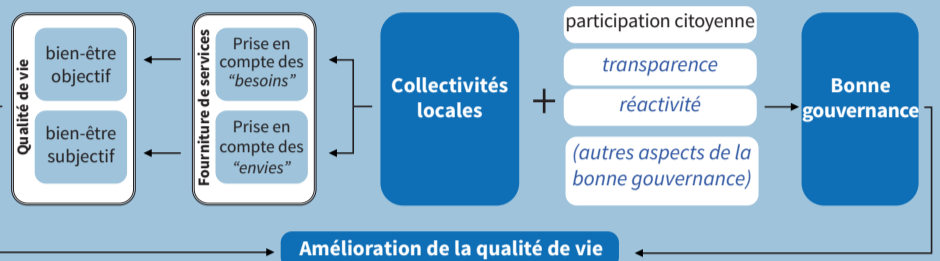 Qualité de vie
bien-être
objectif
bien-être
subjectif
Fourniture de services
Prise en
compte des
“besoins”
Prise en
compte des
“envies”
Collectivités
locales
+
participation citoyenne
transparence
réactivité
(autres aspects de la
bonne gouvernance)
Bonne
gouvernance
Amélioration de la qualité de vie